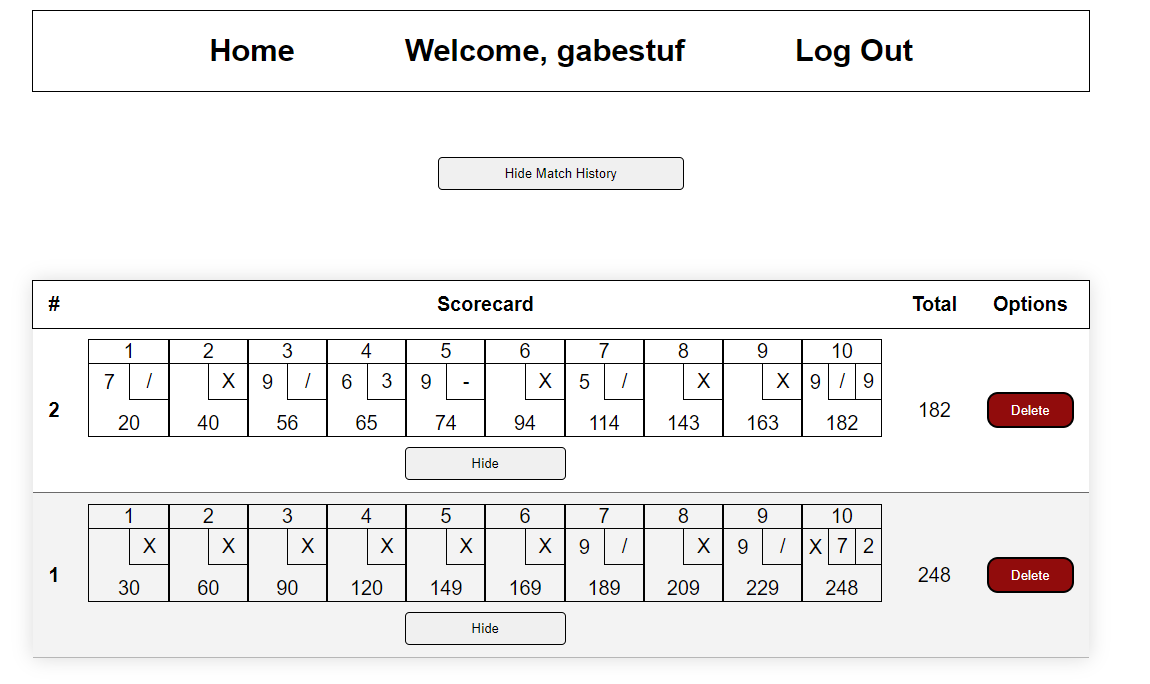 Home Welcome, gabestuf Log Out
Hide Match History
# Scorecard Total Options
1 2 3 4 5 6 7 8 9 10
7 / X 9 / 6 3 9 - X 5 / X X 9 / 9
2 20 40 56 65 74 94 114 143 163 182 182 Delete
Hide
1 2 3 4 5 6 7 8 9 10
X X X X X X 9 / X 9 / X 7 2
1 30 60 90 120 149 169 189 209 229 248 248 Delete
Hide